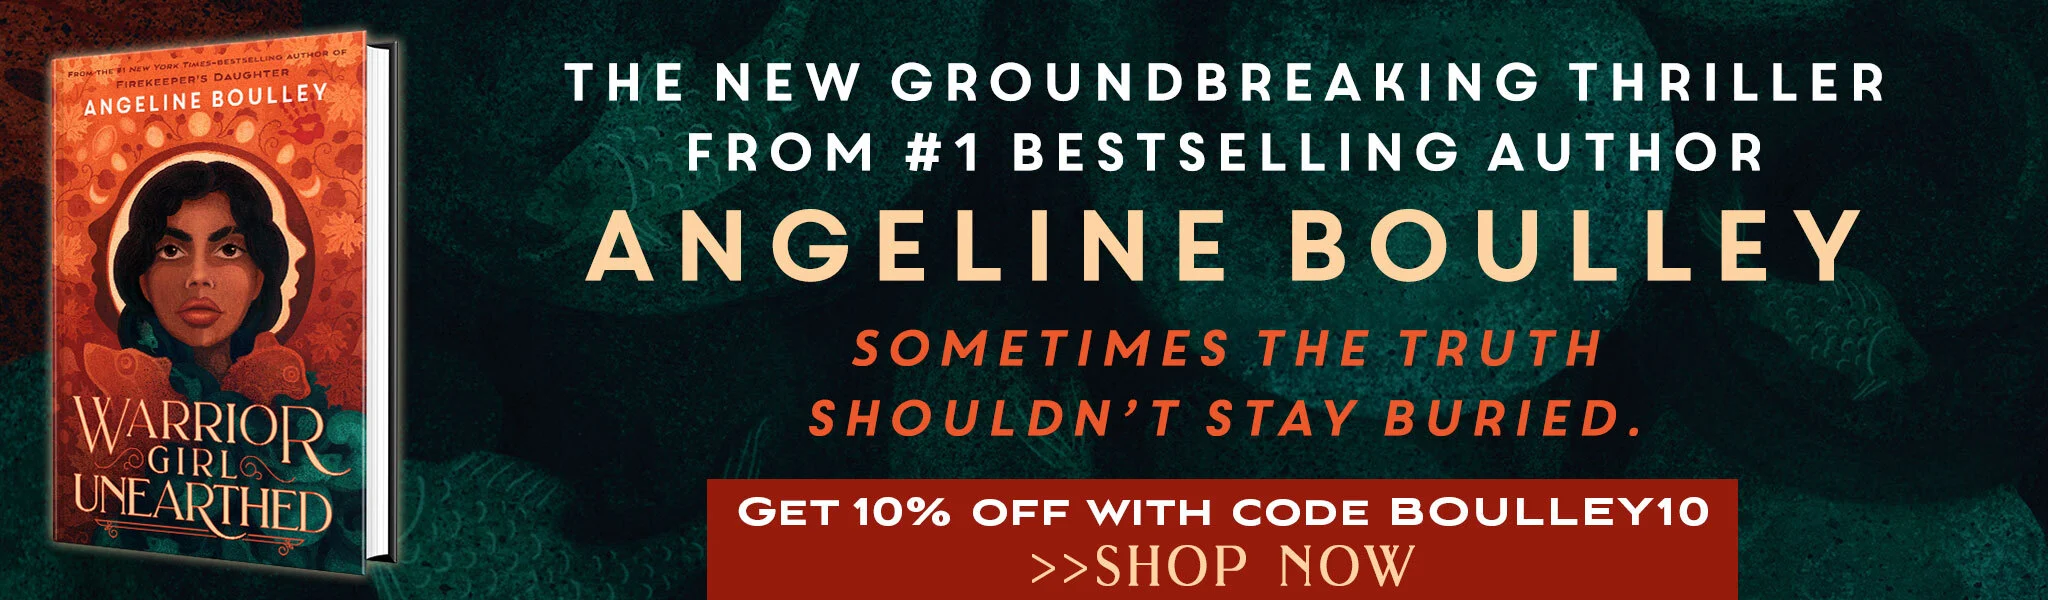 FROM THE #1 NEW YORK TIMES–BESTSELLING AUTHOR OF
FIREKEEPER'S DAUGHTER
ANGELINE BOULLEY
WARRIOR
GIRL
UNEARTHED
THE NEW GROUNDBREAKING THRILLER
FROM #1 BESTSELLING AUTHOR
ANGELINE BOULLEY
SOMETIMES THE TRUTH
SHOULDN'T STAY BURIED.
GET 10% OFF WITH CODE BOULLEY10
>>SHOP NOW